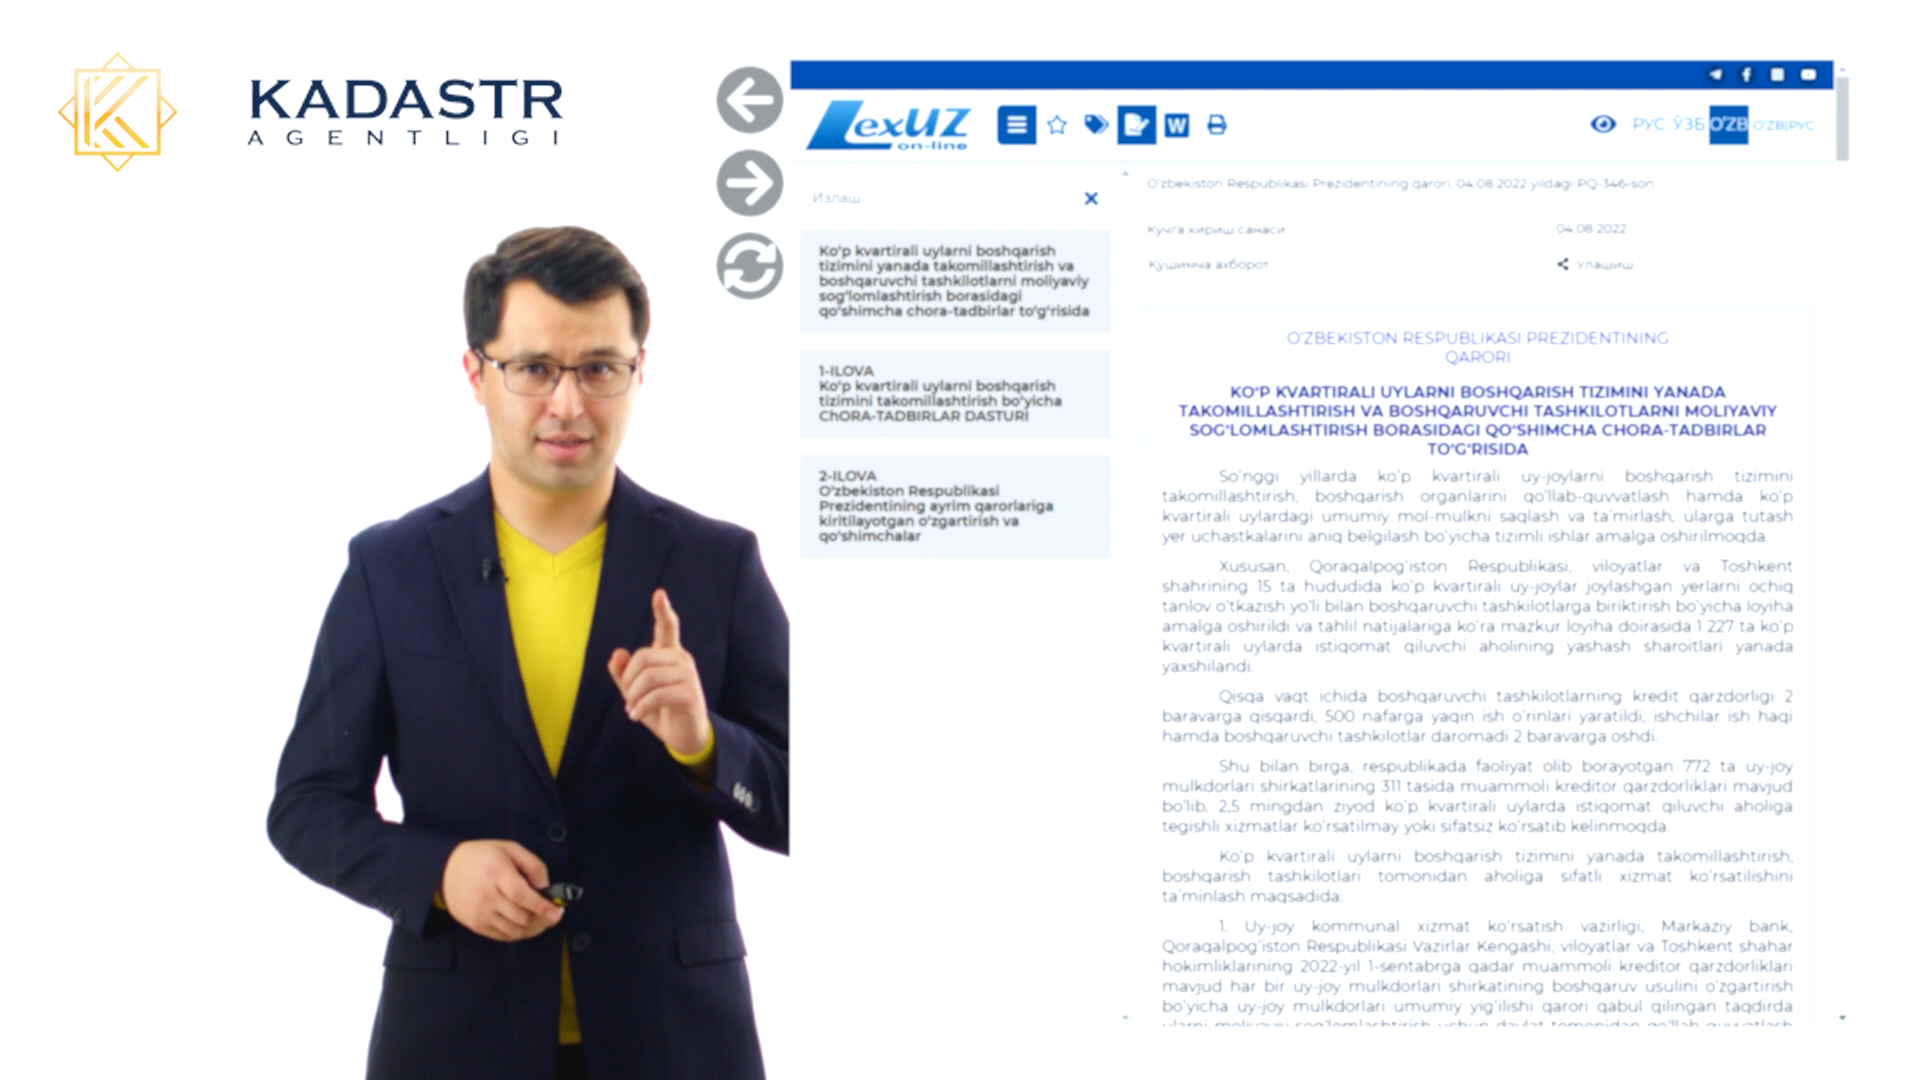 KADASTR
AGENTLIGI
LexUZ
on-line
W
РУС ЎЗБ O'ZB O'ZB|РУС
Излаш
Ko'p kvartirali uylarni boshqarish
tizimini yanada takomillashtirish va
boshqaruvchi tashkilotlarni moliyaviy
sog'lomlashtirish borasidagi
qo'shimcha chora-tadbirlar to'g'risida
1-ILOVA
Ko'p kvartirali uylarni boshqarish
tizimini takomillashtirish bo'yicha
ChORA-TADBIRLAR DASTURI
2-ILOVA
O'zbekiston Respublikasi
Prezidentining ayrim qarorlariga
kiritilayotgan o'zgartirish va
qo'shimchalar
O'zbekiston Respublikasi Prezidentining qarori, 04.08.2022 yildagi PQ-346-son
Кучга кириш санаси 04.08.2022
Қўшимча ахборот Улашиш
O'ZBEKISTON RESPUBLIKASI PREZIDENTINING
QARORI
KO'P KVARTIRALI UYLARNI BOSHQARISH TIZIMINI YANADA
TAKOMILLASHTIRISH VA BOSHQARUVCHI TASHKILOTLARNI MOLIYAVIY
SOG'LOMLASHTIRISH BORASIDAGI QO'SHIMCHA CHORA-TADBIRLAR
TO'G'RISIDA
So'nggi yillarda ko'p kvartirali uy-joylarni boshqarish tizimini
takomillashtirish, boshqarish organlarini qo'llab-quvvatlash hamda ko'p
kvartirali uylardagi umumiy mol-mulkni saqlash va ta'mirlash, ularga tutash
yer uchastkalarini aniq belgilash bo'yicha tizimli ishlar amalga oshirilmoqda.
Xususan, Qoraqalpog'iston Respublikasi, viloyatlar va Toshkent
shahrining 15 ta hududida ko'p kvartirali uy-joylar joylashgan yerlarni ochiq
tanlov o'tkazish yo'li bilan boshqaruvchi tashkilotlarga biriktirish bo'yicha loyiha
amalga oshirildi va tahlil natijalariga ko'ra mazkur loyiha doirasida 1 227 ta ko'p
kvartirali uylarda istiqomat qiluvchi aholining yashash sharoitlari yanada
yaxshilandi.
Qisqa vaqt ichida boshqaruvchi tashkilotlarning kredit qarzdorligi 2
baravarga qisqardi, 500 nafarga yaqin ish o'rinlari yaratildi, ishchilar ish haqi
hamda boshqaruvchi tashkilotlar daromadi 2 baravarga oshdi.
Shu bilan birga, respublikada faoliyat olib borayotgan 772 ta uy-joy
mulkdorlari shirkatlarining 311 tasida muammoli kreditor qarzdorliklari mavjud
bo'lib, 2,5 mingdan ziyod ko'p kvartirali uylarda istiqomat qiluvchi aholiga
tegishli xizmatlar ko'rsatilmay yoki sifatsiz ko'rsatib kelinmoqda.
Ko'p kvartirali uylarni boshqarish tizimini yanada takomillashtirish,
boshqarish tashkilotlari tomonidan aholiga sifatli xizmat ko'rsatilishini
ta'minlash maqsadida:
1. Uy-joy kommunal xizmat ko'rsatish vazirligi, Markaziy bank,
Qoraqalpog'iston Respublikasi Vazirlar Kengashi, viloyatlar va Toshkent shahar
hokimliklarining 2022-yil 1-sentabrga qadar muammoli kreditor qarzdorliklari
mavjud har bir uy-joy mulkdorlari shirkatining boshqaruv usulini o'zgartirish
bo'yicha uy-joy mulkdorlari umumiy yig'ilishi qarori qabul qilingan taqdirda